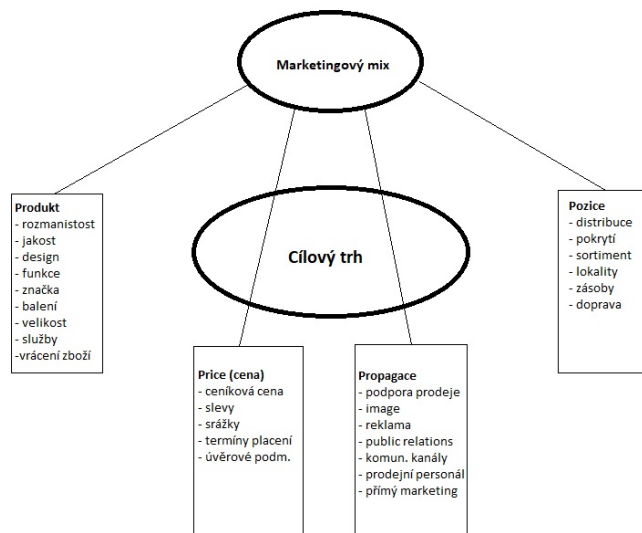 Marketingový mix
Cílový trh
Produkt
- rozmanistost
- jakost
- design
- funkce
- značka
- balení
- velikost
- služby
-vrácení zboží
Price (cena)
- ceníková cena
- slevy
- srážky
- termíny placení
- úvěrové podm.
Propagace
- podpora prodeje
- image
- reklama
- public relations
- komun. kanály
- prodejní personál
- přímý marketing
Pozice
- distribuce
- pokrytí
- sortiment
- lokality
- zásoby
- doprava